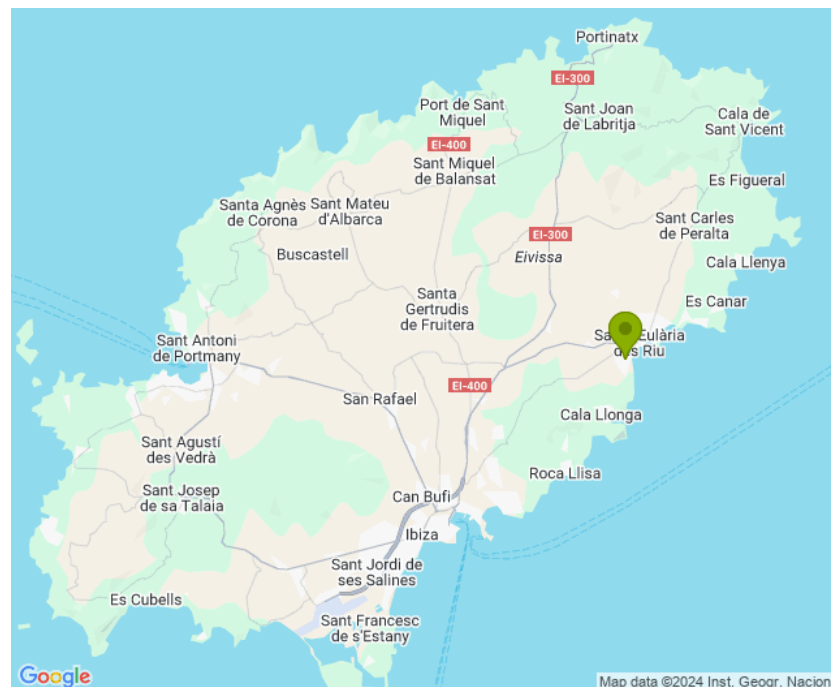 Portinatx
EI-300
Port de Sant
Miquel
Sant Joan
de Labritja
Cala de
Sant Vicent
EI-400
Sant Miquel
de Balansat
Es Figueral
Santa Agnès
de Corona
Sant Mateu
d'Albarca
Sant Carles
de Peralta
EI-300
Buscastell
Eivissa
Cala Llenya
Santa
Gertrudis
de Fruitera
Es Canar
Sant Antoni
de Portmany
Eulària
des Riu
EI-400
San Rafael
Cala Llonga
Sant Agustí
des Vedrà
Roca Llisa
Sant Josep
de sa Talaia
Can Bufi
Ibiza
Sant Jordi de
ses Salines
Es Cubells
Sant Francesc
de s'Estany
Google
Map data ©2024 Inst. Geogr. Nacion